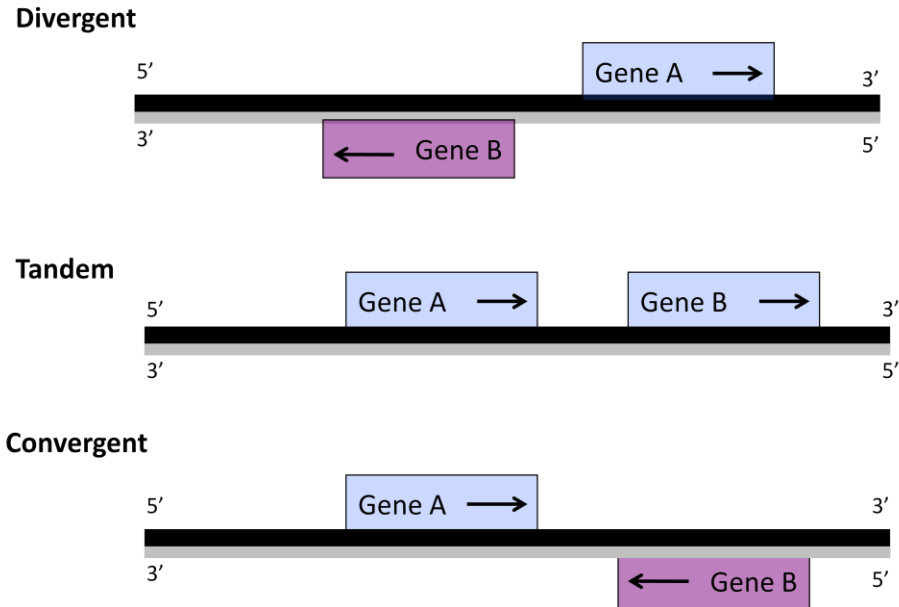 Divergent
5′
Gene A
3′
3′
Gene B
5′
Tandem
5′
Gene A
Gene B
3′
3′
5′
Convergent
5′
Gene A
3′
3′
Gene B
5′